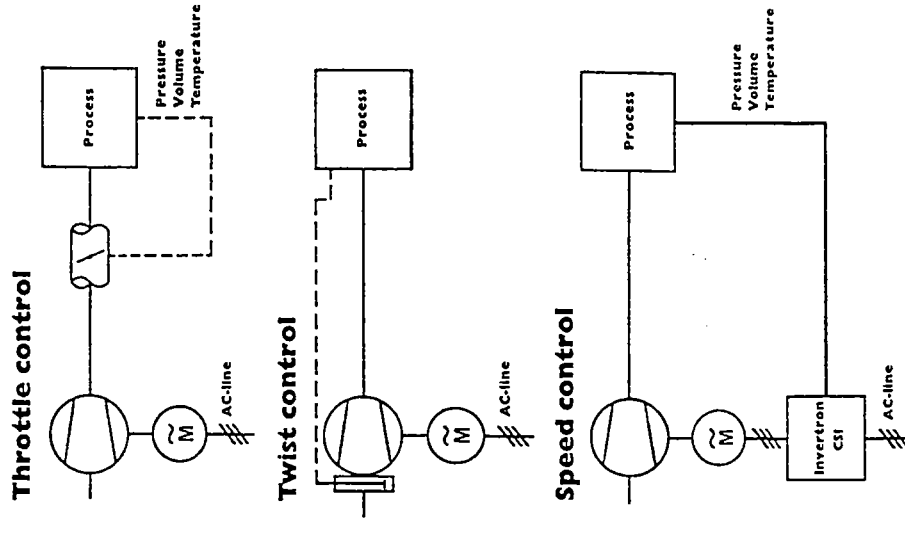 Throttle control
Process
Pressure
Volume
Temperature
M
~
AC-line
Twist control
Process
M
~
AC-line
Speed control
Process
Pressure
Volume
Temperature
M
~
Invertron
CSI
AC-line